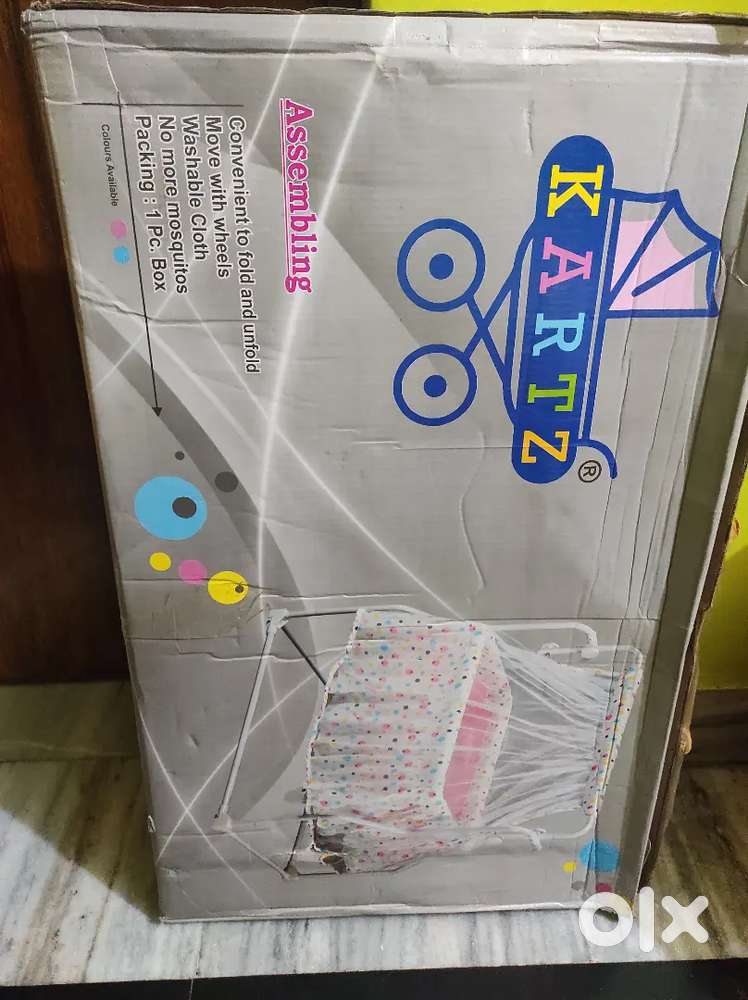 KARTZ®
Assembling
Convenient to fold and unfold
Move with wheels
Washable Cloth
No more mosquitos
Packing : 1 Pc. Box
Colours Available
olx